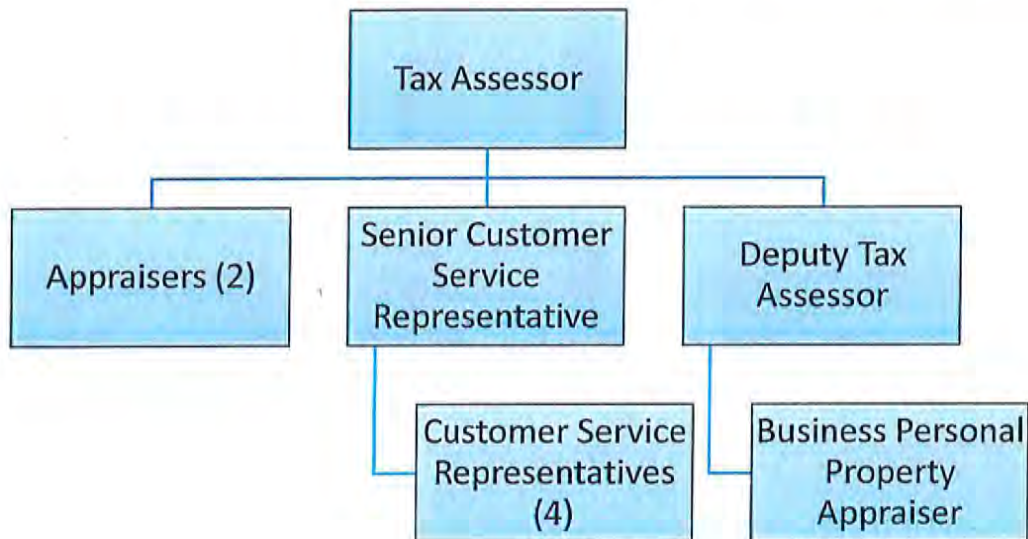 Tax Assessor
Appraisers (2)
Senior Customer
Service
Representative
Deputy Tax
Assessor
Customer Service
Representatives
(4)
Business Personal
Property
Appraiser